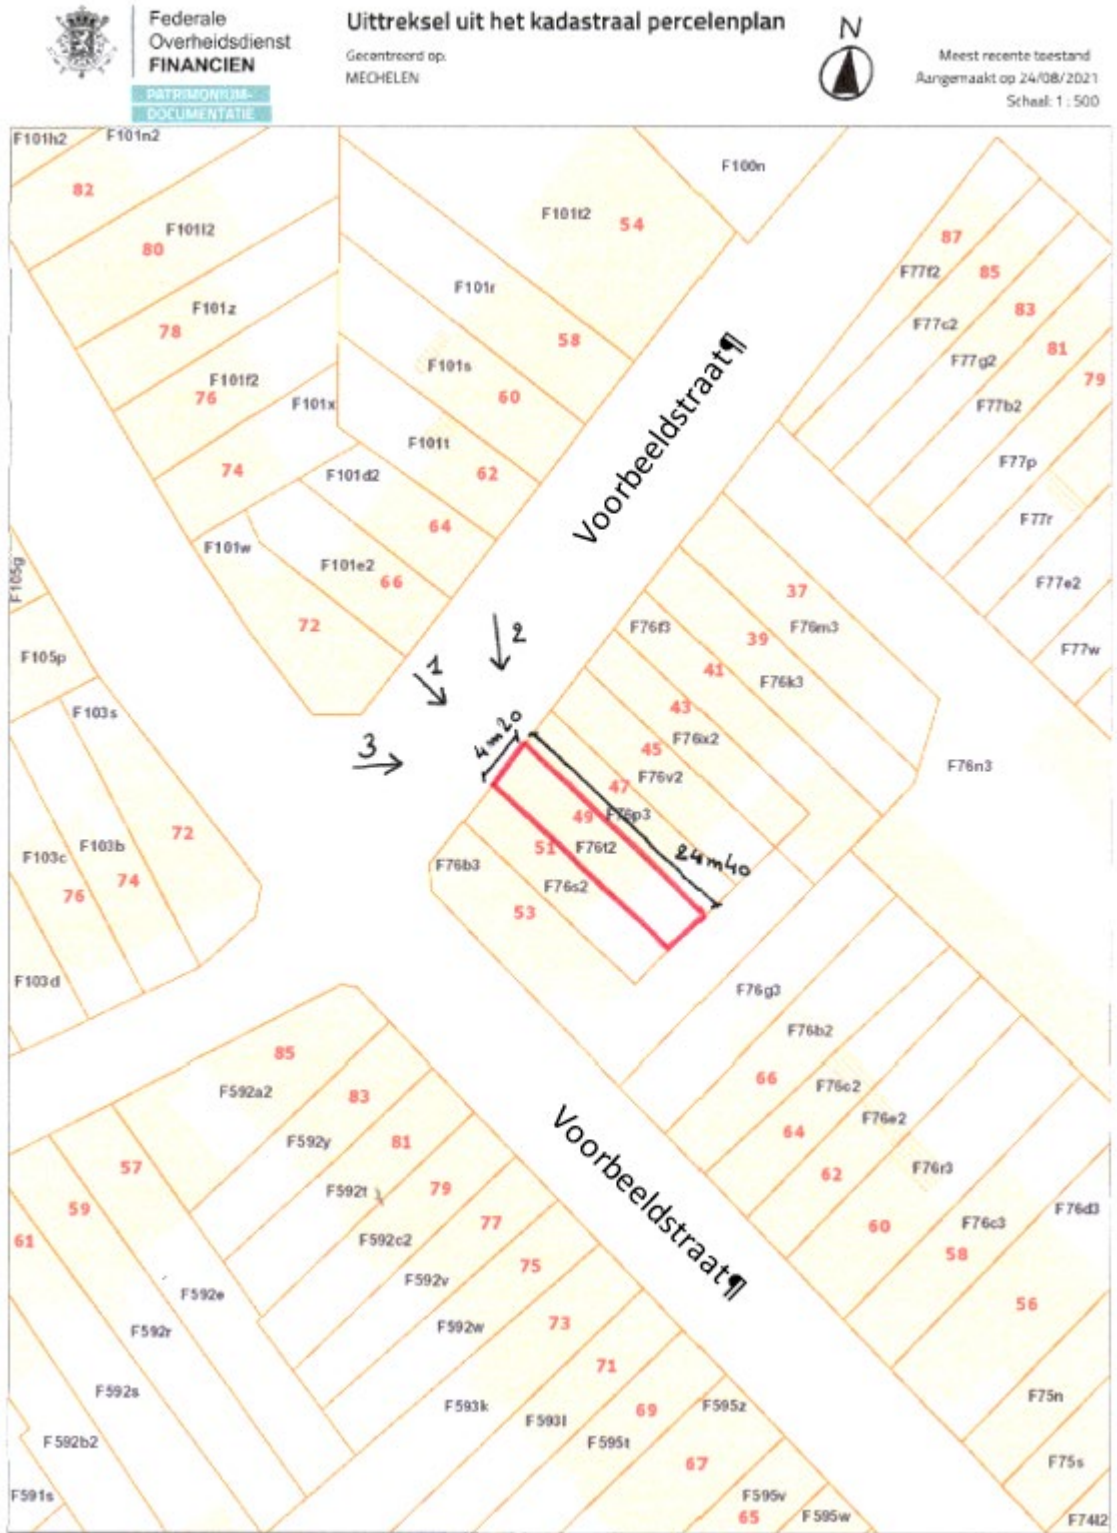 Federale
Overheidsdienst
FINANCIEN
PATRIMONIUM-
DOCUMENTATIE
Uittreksel uit het kadastraal percelenplan
Gecentreerd op:
MECHELEN
N
Meest recente toestand
Aangemaakt op 24/08/2021
Schaal: 1 : 500
F101h2
F101n2
82
F100n
F101l2
80
F101t2
54
87
F77f2
85
F101r
F101z
78
83
F77c2
58
81
F77g2
F101s
79
F101f2
76
60
F101x
F77b2
Voorbeeldstraat¶
F101t
F77p
74
62
F101d2
F77r
64
F101w
F101e2
66
F105g
F77e2
37
72
F76f3
F76m3
2
39
F77w
F105p
1
41
F76k3
F103s
43
4m20
F76x2
3
45
F76v2
F76n3
47
49
F76p3
72
51
F76t2
24m40
F103b
F103c
F76b3
74
F76s2
76
53
F103d
F76g3
F76b2
85
66
F76c2
F592a2
83
F76e2
64
F592y
81
Voorbeeldstraat¶
57
F76r3
62
F592t
79
59
F76d3
60
F76c3
77
61
F592c2
58
75
F592v
F592e
56
73
F592w
F592r
71
F592s
F75n
F593k
69
F595z
F593l
F592b2
F595t
67
F75s
F591s
F595v
65
F595w
F74l2